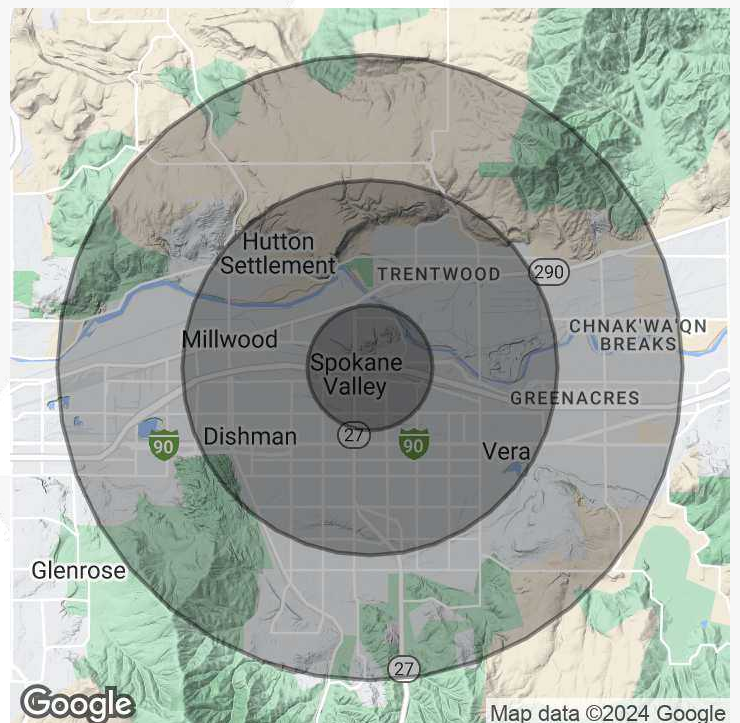 Hutton
Settlement
TRENTWOOD
290
CHNAK'WA'QN
BREAKS
Millwood
Spokane
Valley
GREENACRES
Dishman
27
90
90
Vera
Glenrose
27
Google
Map data ©2024 Google